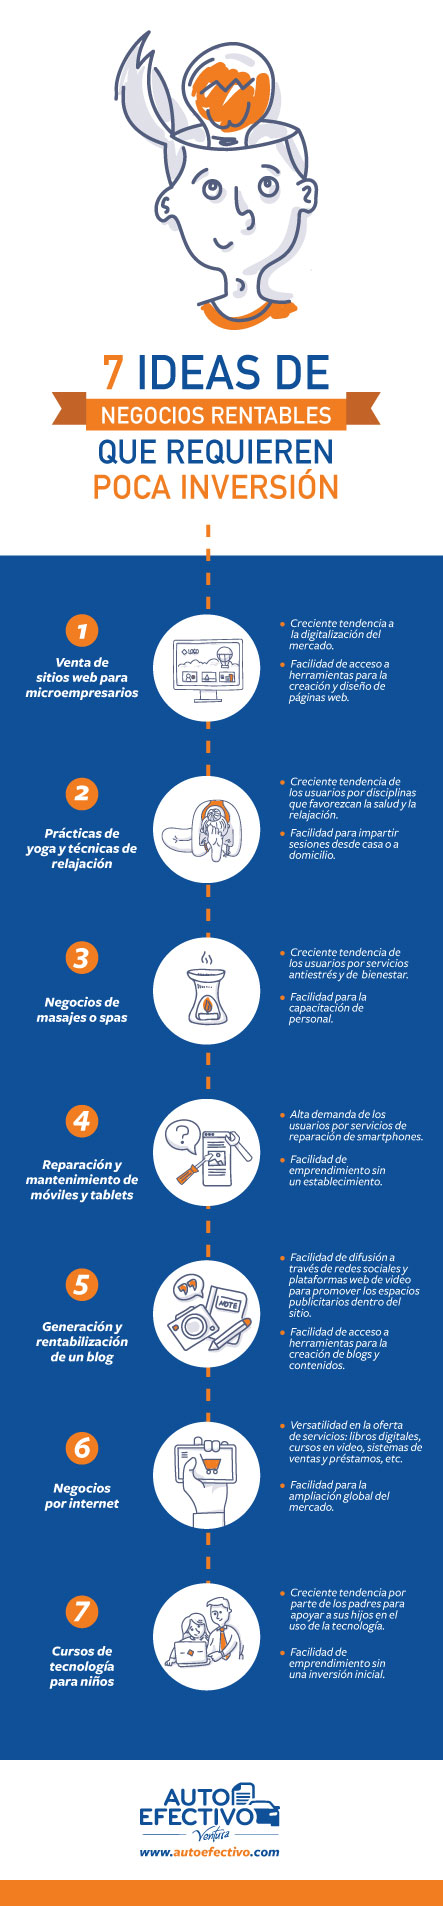 7 IDEAS DE
NEGOCIOS RENTABLES
QUE REQUIEREN
POCA INVERSIÓN
1
Venta de
sitios web para
microempresarios
LOGO
Creciente tendencia a
la digitalización del
mercado.
Facilidad de acceso a
herramientas para la
creación y diseño de
páginas web.
2
Prácticas de
yoga y técnicas de
relajación
Creciente tendencia de
los usuarios por disciplinas
que favorezcan la salud y la
relajación.
Facilidad para impartir
sesiones desde casa o a
domicilio.
3
Negocios de
masajes o spas
Creciente tendencia de
los usuarios por servicios
antiestrés y de bienestar.
Facilidad para la
capacitación de
personal.
4
Reparación y
mantenimiento de
móviles y tablets
?
Alta demanda de los
usuarios por servicios de
reparación de smartphones.
Facilidad de
emprendimiento sin
un establecimiento.
5
Generación y
rentabilización
de un blog
NOTE
Facilidad de difusión a
través de redes sociales y
plataformas web de video
para promover los espacios
publicitarios dentro del
sitio.
Facilidad de acceso a
herramientas para la
creación de blogs y
contenidos.
6
Negocios
por internet
Versatilidad en la oferta
de servicios: libros digitales,
cursos en video, sistemas de
ventas y préstamos, etc.
Facilidad para la
ampliación global del
mercado.
7
Cursos de
tecnología
para niños
Creciente tendencia por
parte de los padres para
apoyar a sus hijos en el
uso de la tecnología.
Facilidad de
emprendimiento sin
una inversión inicial.
AUTO
EFECTIVO
Ventura
www.autoefectivo.com